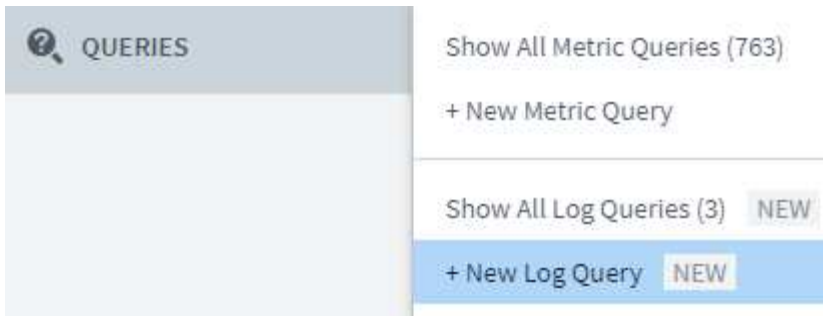 QUERIES
Show All Metric Queries (763)
+ New Metric Query
Show All Log Queries (3) NEW
+ New Log Query NEW